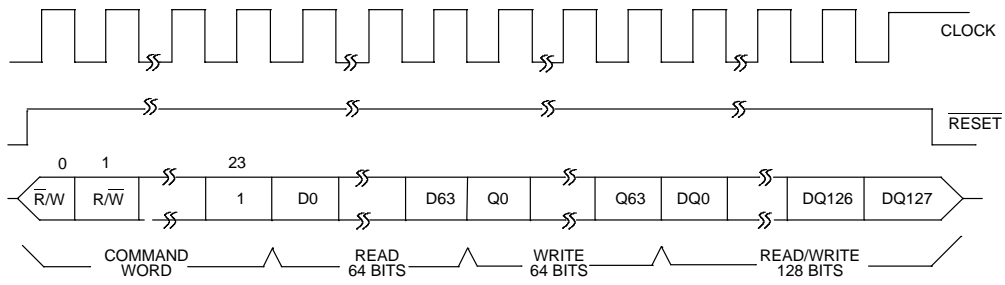 CLOCK
RESET
0 1 23
R/W R/W 1 D0 D63 Q0 Q63 DQ0 DQ126 DQ127
COMMAND WORD
READ 64 BITS
WRITE 64 BITS
READ/WRITE 128 BITS